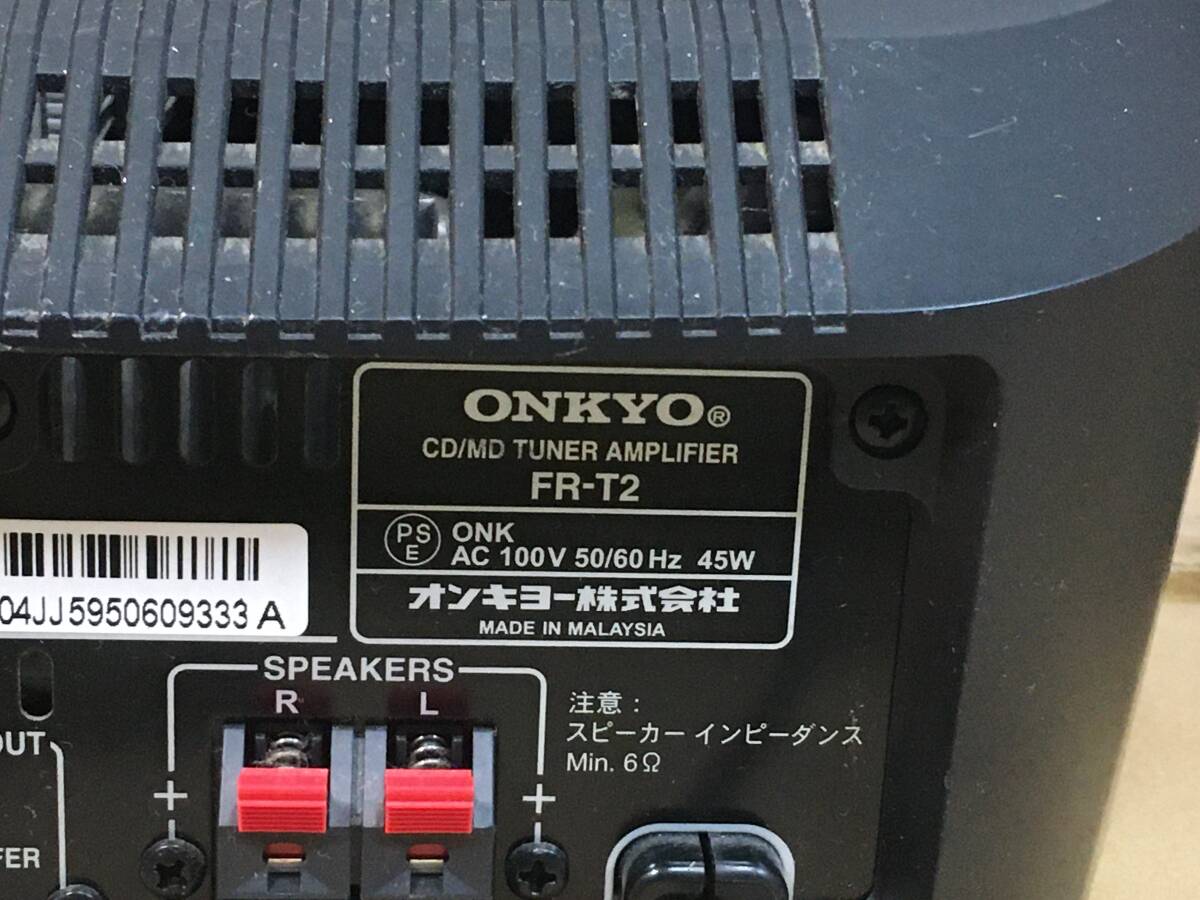 ONKYO®
CD/MD TUNER AMPLIFIER
FR-T2
PS
E
ONK
AC 100V 50/60 Hz 45W
オンキヨー株式会社
MADE IN MALAYSIA
04JJ5950609333 A
SPEAKERS
R L
注意：
スピーカー インピーダンス
Min. 6Ω
OUT
+ +
FER